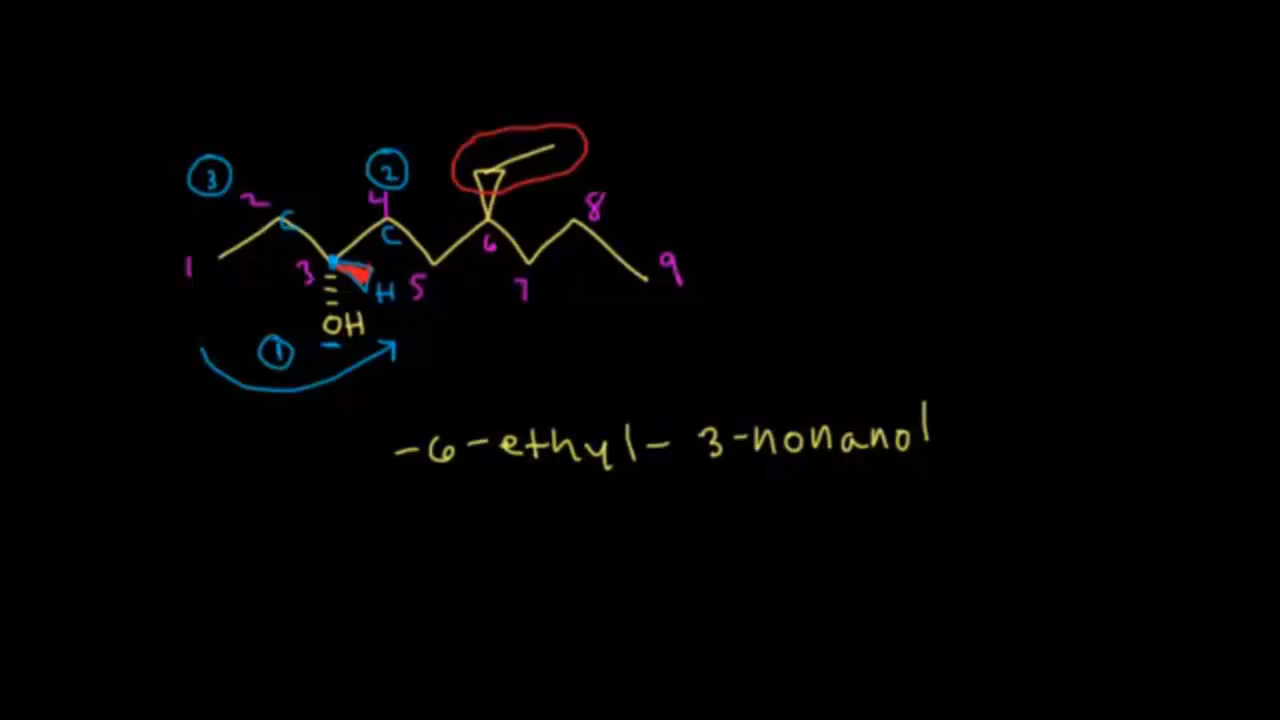 3 2
2 4 8
C C
1 3 6 9
H 5 7
OH
1
-6-ethyl-3-nonanol